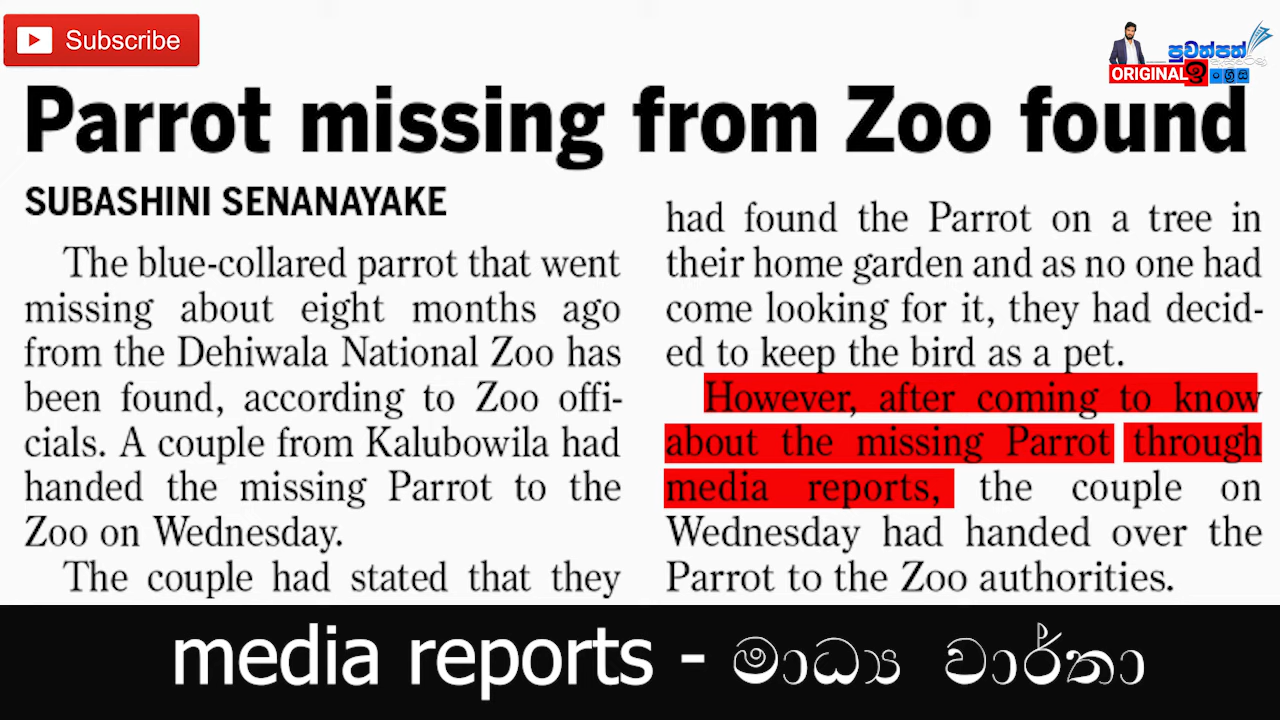 Subscribe
පුවත්පත්
ORIGINAL
Parrot missing from Zoo found
SUBASHINI SENANAYAKE
The blue-collared parrot that went
missing about eight months ago
from the Dehiwala National Zoo has
been found, according to Zoo offi-
cials. A couple from Kalubowila had
handed the missing Parrot to the
Zoo on Wednesday.
The couple had stated that they
had found the Parrot on a tree in
their home garden and as no one had
come looking for it, they had decid-
ed to keep the bird as a pet.
However, after coming to know
about the missing Parrot through
media reports, the couple on
Wednesday had handed over the
Parrot to the Zoo authorities.
media reports - මාධ්‍ය වාර්තා